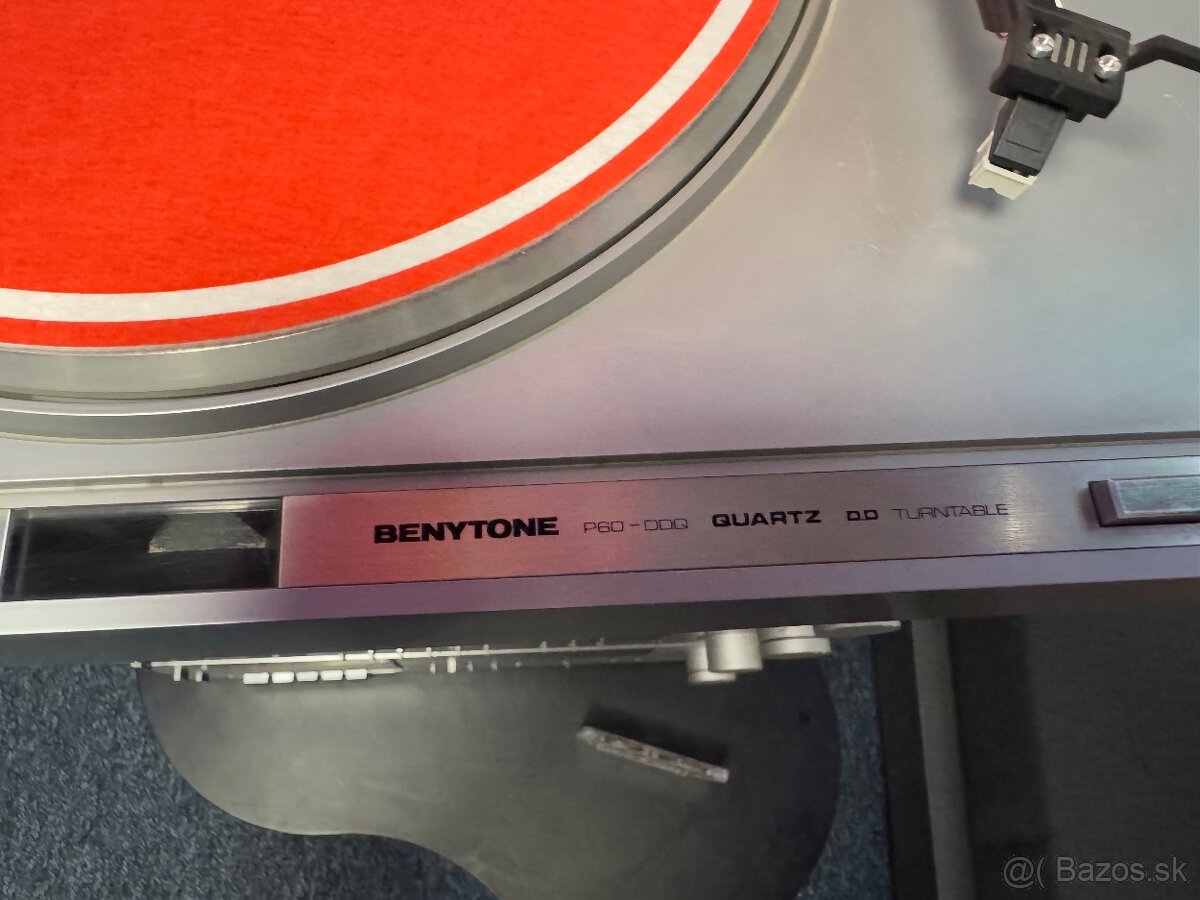 BENYTONE P60-DDQ QUARTZ D.D TURNTABLE
@( Bazos.sk